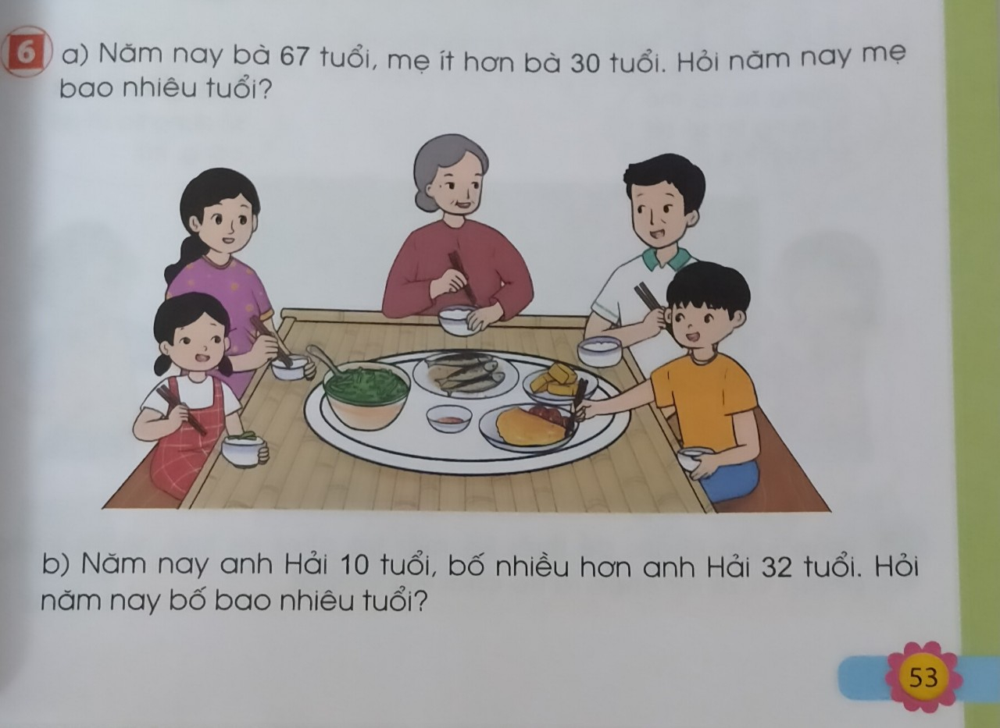 6 a) Năm nay bà 67 tuổi, mẹ ít hơn bà 30 tuổi. Hỏi năm nay mẹ
bao nhiêu tuổi?
b) Năm nay anh Hải 10 tuổi, bố nhiều hơn anh Hải 32 tuổi. Hỏi
năm nay bố bao nhiêu tuổi?
53